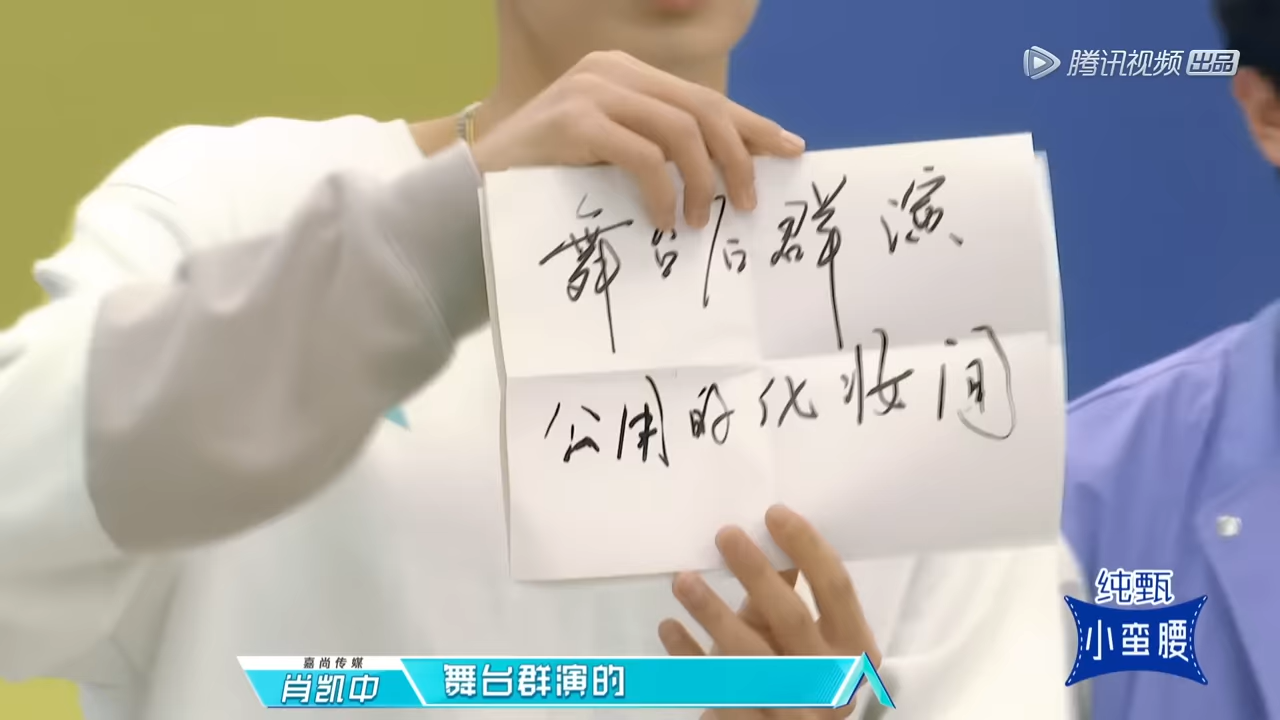 腾讯视频 出品
舞台后群演
公用的化妆间
纯甄
小蛮腰
嘉尚传媒
肖凯中
舞台群演的